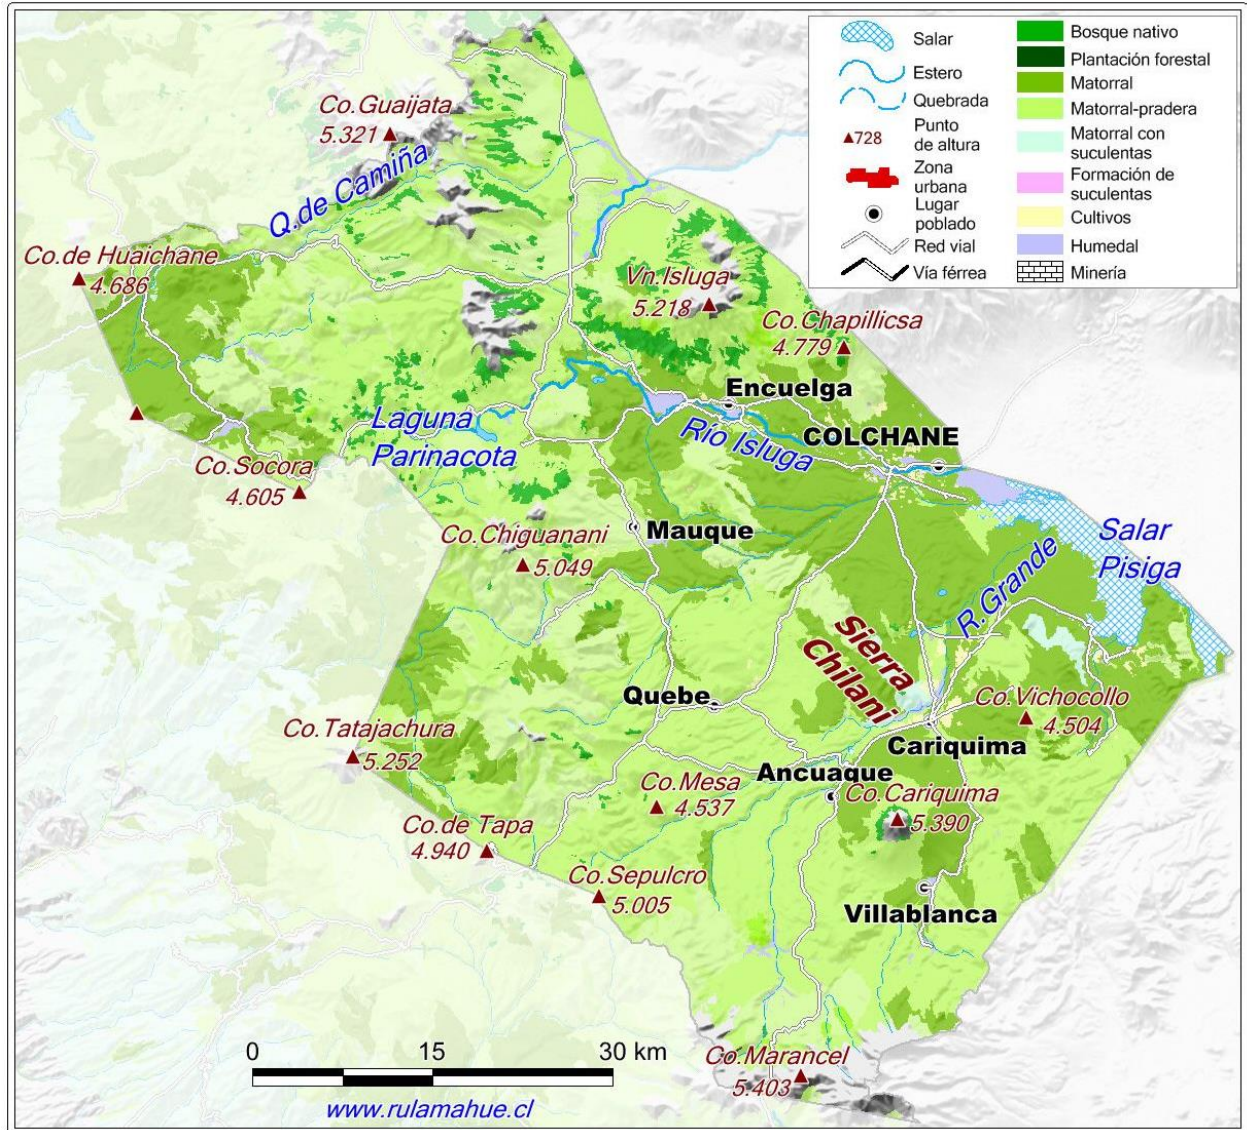 Salar
Estero
Quebrada
728
Punto
de altura
Zona
urbana
Lugar
poblado
Red vial
Vía férrea
Bosque nativo
Plantación forestal
Matorral
Matorral-pradera
Matorral con
suculentas
Formación de
suculentas
Cultivos
Humedal
Minería
Co.Guaijata
5.321
Q.de Camiña
Co.de Huaichane
4.686
Vn.Isluga
5.218
Co.Chapillicsa
4.779
Encuelga
Laguna
Parinacota
Río Isluga
COLCHANE
Co.Socora
4.605
Co.Chiguanani
5.049
Mauque
Salar
Pisiga
R.Grande
Sierra
Chilani
Quebe
Co.Vichocollo
4.504
Cariquima
Co.Tatajachura
5.252
Ancuaque
Co.Mesa
4.537
Co.Cariquima
5.390
Co.de Tapa
4.940
Co.Sepulcro
5.005
Villablanca
Co.Marancel
5.403
0 15 30 km
www.rulamahue.cl